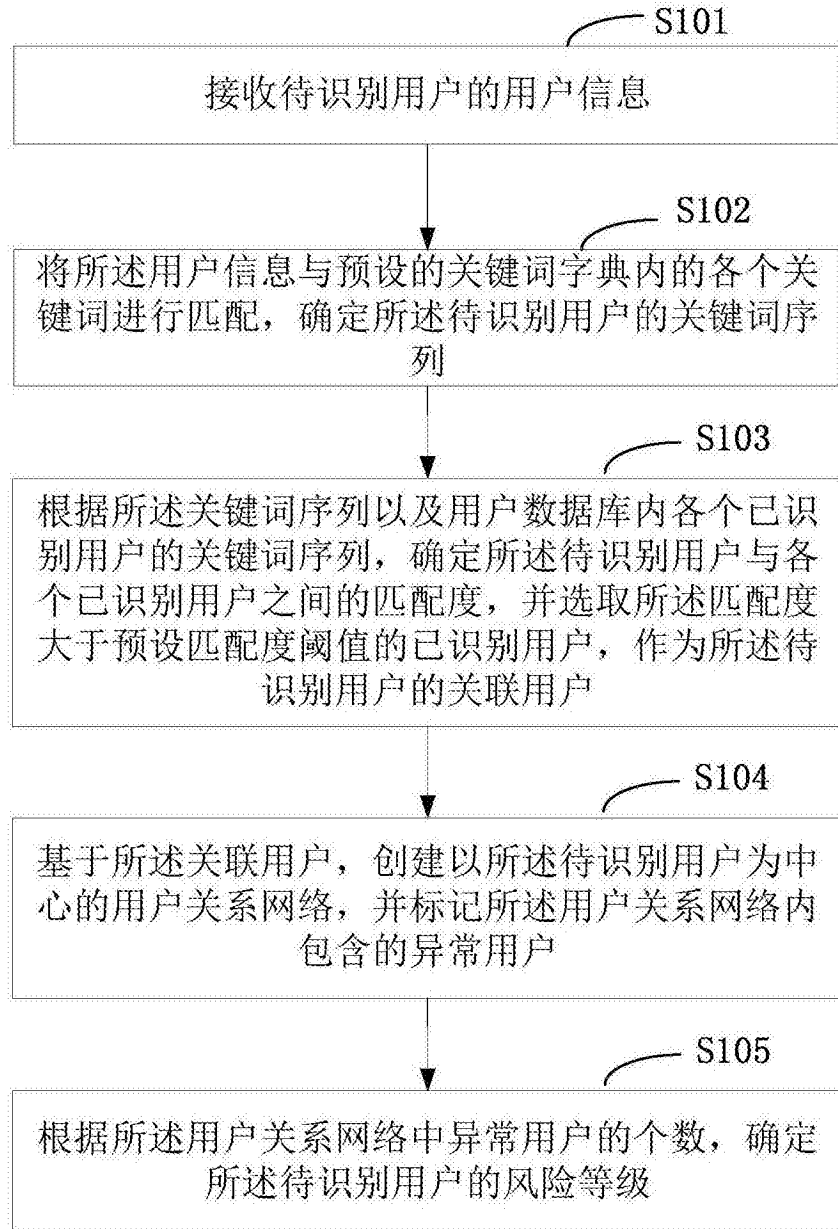 S101
接收待识别用户的用户信息
S102
将所述用户信息与预设的关键词字典内的各个关
键词进行匹配，确定所述待识别用户的关键词序
列
S103
根据所述关键词序列以及用户数据库内各个已识
别用户的关键词序列，确定所述待识别用户与各
个已识别用户之间的匹配度，并选取所述匹配度
大于预设匹配度阈值的已识别用户，作为所述待
识别用户的关联用户
S104
基于所述关联用户，创建以所述待识别用户为中
心的用户关系网络，并标记所述用户关系网络内
包含的异常用户
S105
根据所述用户关系网络中异常用户的个数，确定
所述待识别用户的风险等级